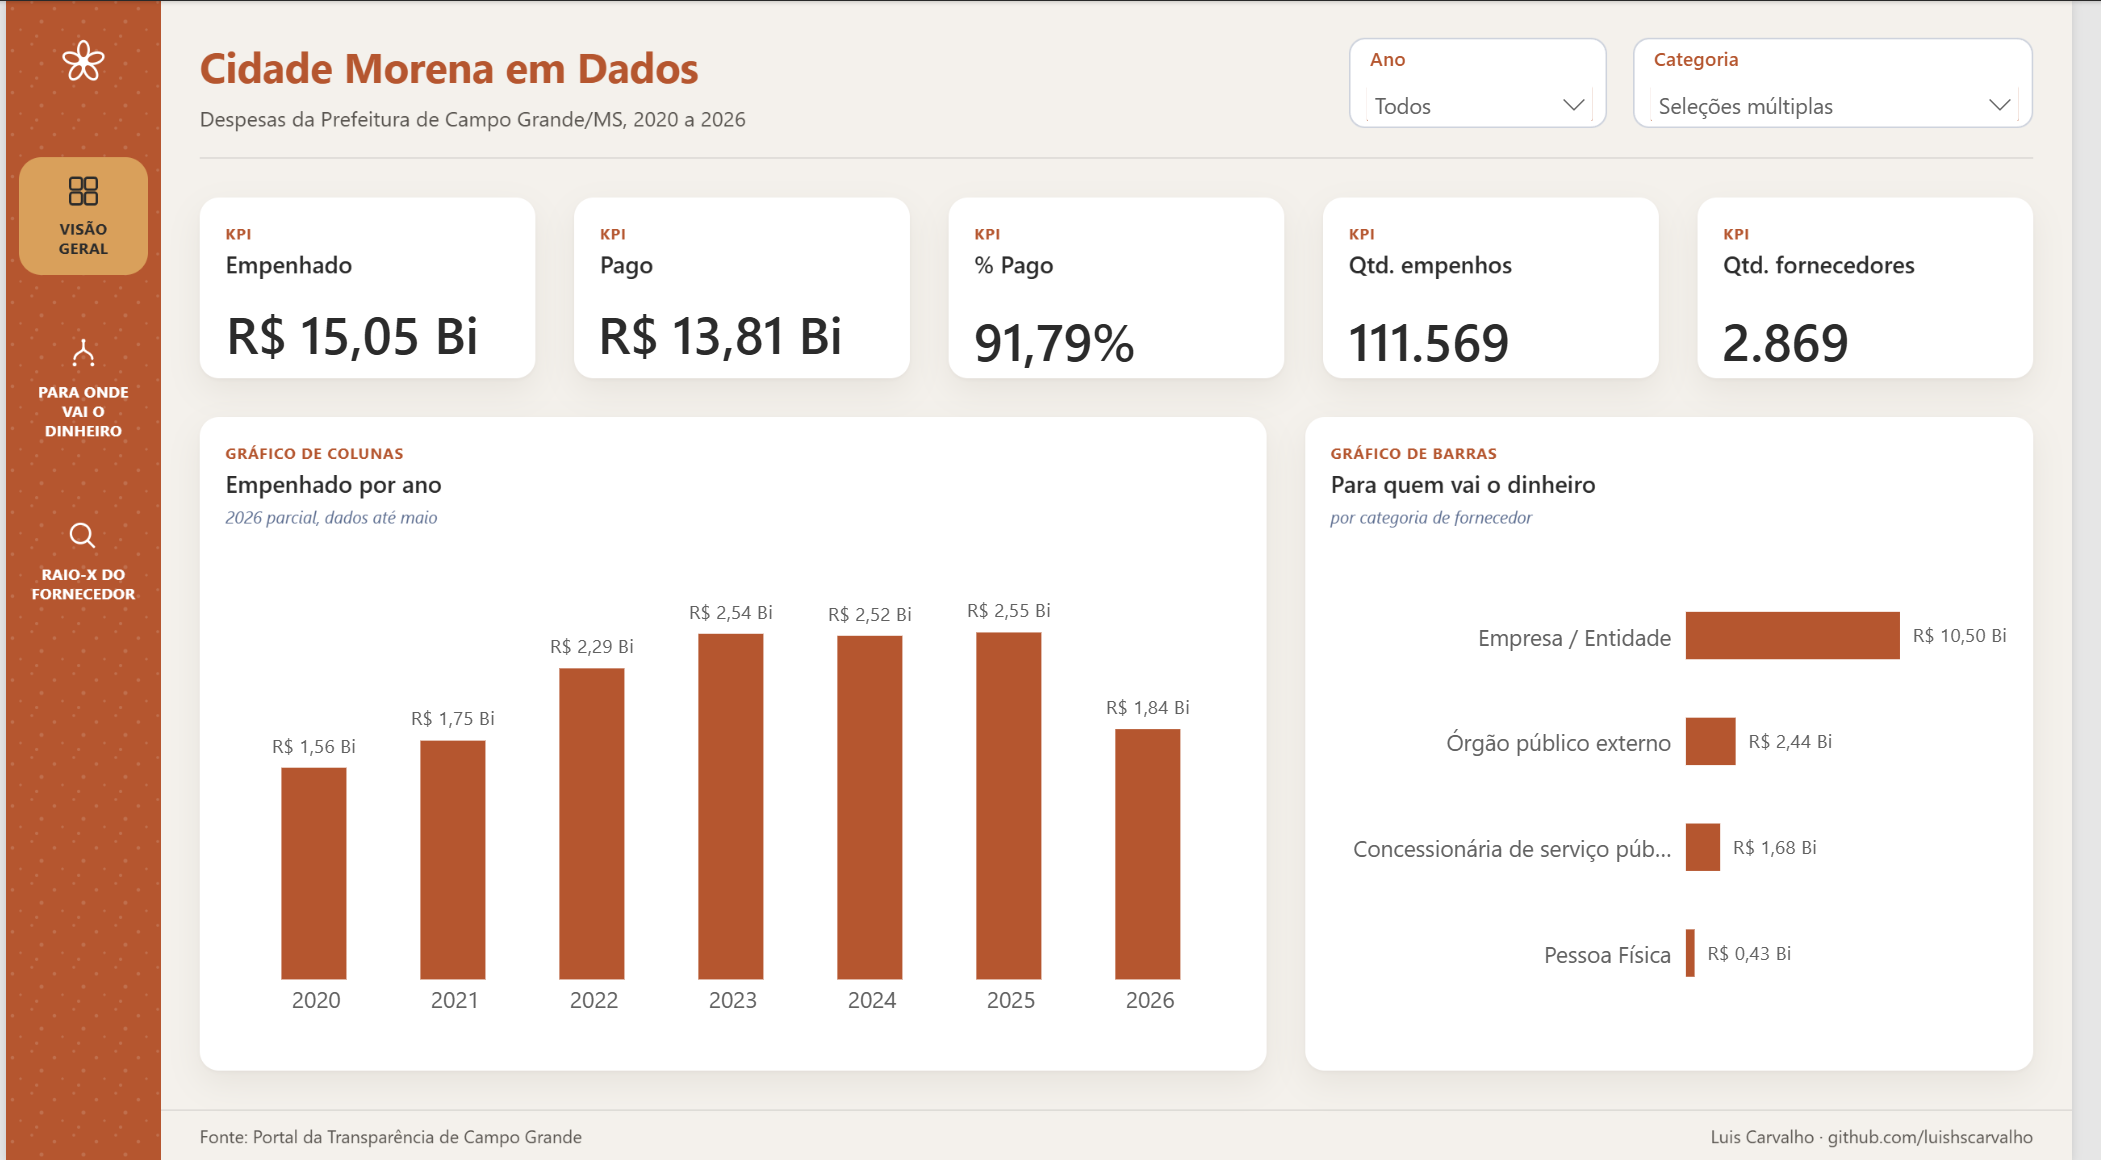 Cidade Morena em Dados
Despesas da Prefeitura de Campo Grande/MS, 2020 a 2026
Ano
Todos
Categoria
Seleções múltiplas
VISÃO
GERAL
PARA ONDE
VAI O
DINHEIRO
RAIO-X DO
FORNECEDOR
KPI
Empenhado
R$ 15,05 Bi
KPI
Pago
R$ 13,81 Bi
KPI
% Pago
91,79%
KPI
Qtd. empenhos
111.569
KPI
Qtd. fornecedores
2.869
GRÁFICO DE COLUNAS
Empenhado por ano
2026 parcial, dados até maio
R$ 1,56 Bi
R$ 1,75 Bi
R$ 2,29 Bi
R$ 2,54 Bi
R$ 2,52 Bi
R$ 2,55 Bi
R$ 1,84 Bi
2020
2021
2022
2023
2024
2025
2026
GRÁFICO DE BARRAS
Para quem vai o dinheiro
por categoria de fornecedor
Empresa / Entidade R$ 10,50 Bi
Órgão público externo R$ 2,44 Bi
Concessionária de serviço púb... R$ 1,68 Bi
Pessoa Física R$ 0,43 Bi
Fonte: Portal da Transparência de Campo Grande
Luis Carvalho · github.com/luishscarvalho